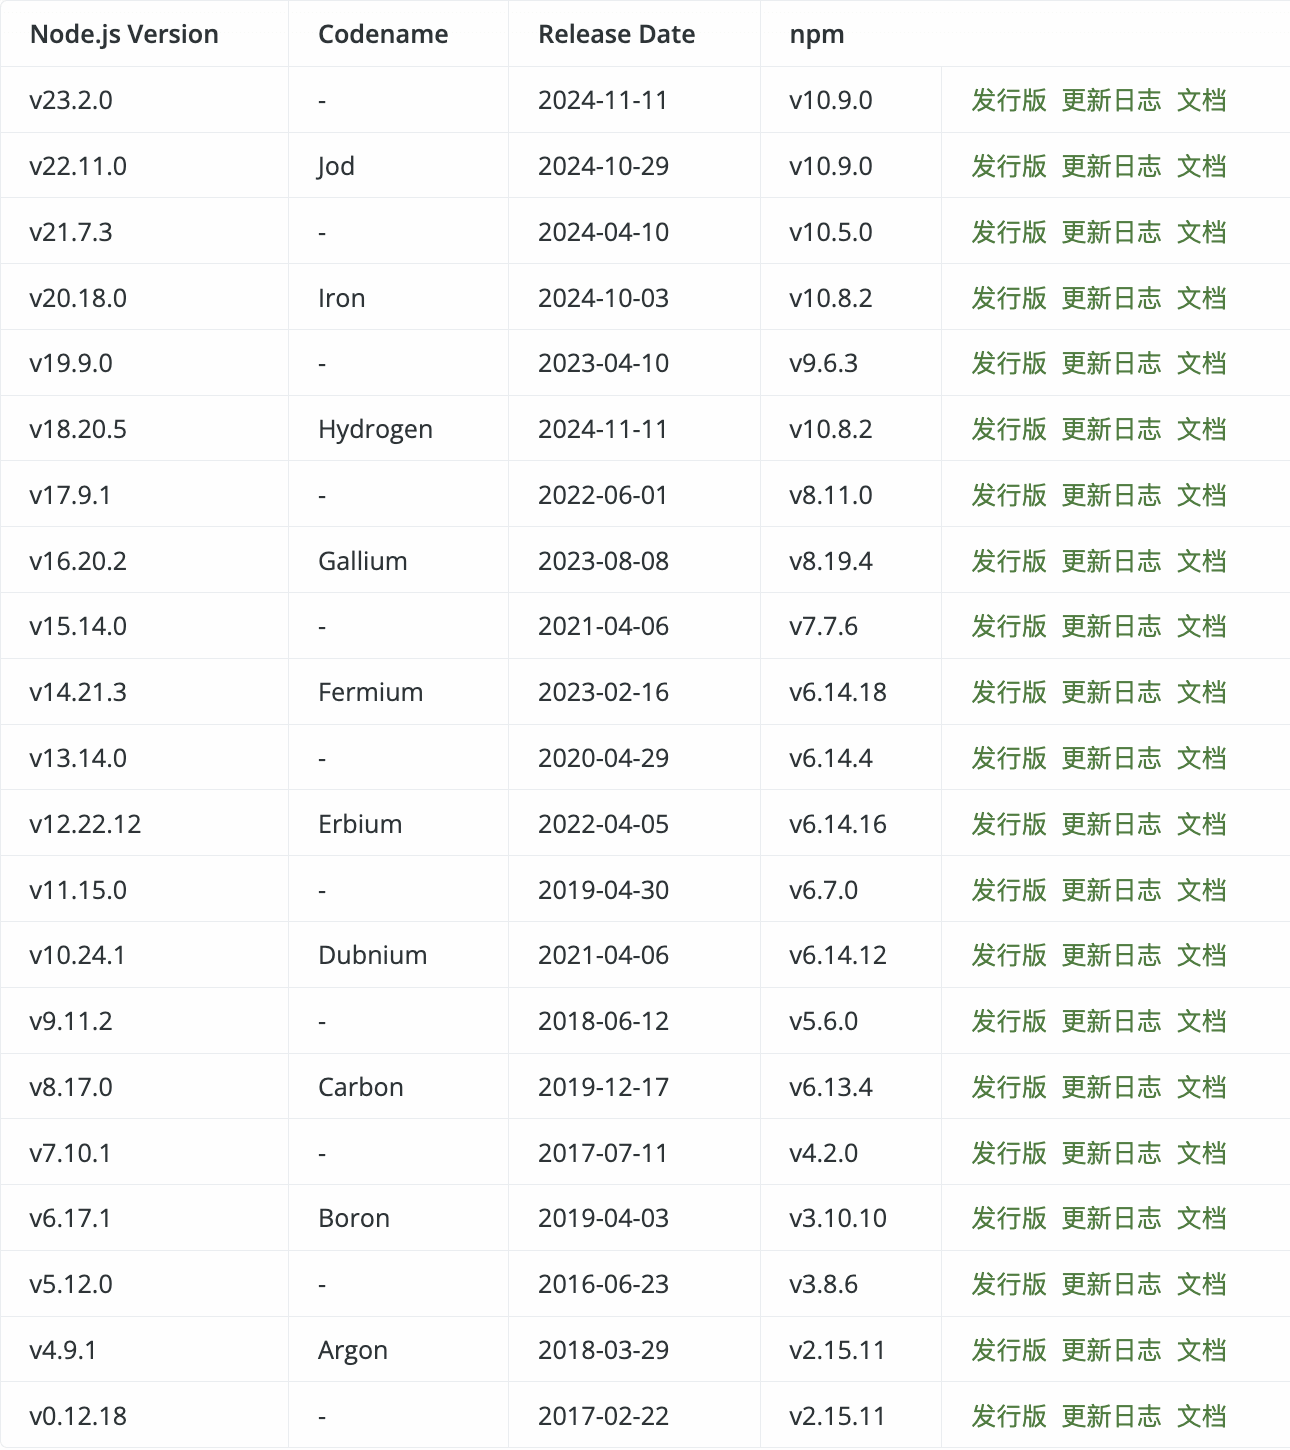 Node.js Version Codename Release Date npm
v23.2.0 - 2024-11-11 v10.9.0 发行版 更新日志 文档
v22.11.0 Jod 2024-10-29 v10.9.0 发行版 更新日志 文档
v21.7.3 - 2024-04-10 v10.5.0 发行版 更新日志 文档
v20.18.0 Iron 2024-10-03 v10.8.2 发行版 更新日志 文档
v19.9.0 - 2023-04-10 v9.6.3 发行版 更新日志 文档
v18.20.5 Hydrogen 2024-11-11 v10.8.2 发行版 更新日志 文档
v17.9.1 - 2022-06-01 v8.11.0 发行版 更新日志 文档
v16.20.2 Gallium 2023-08-08 v8.19.4 发行版 更新日志 文档
v15.14.0 - 2021-04-06 v7.7.6 发行版 更新日志 文档
v14.21.3 Fermium 2023-02-16 v6.14.18 发行版 更新日志 文档
v13.14.0 - 2020-04-29 v6.14.4 发行版 更新日志 文档
v12.22.12 Erbium 2022-04-05 v6.14.16 发行版 更新日志 文档
v11.15.0 - 2019-04-30 v6.7.0 发行版 更新日志 文档
v10.24.1 Dubnium 2021-04-06 v6.14.12 发行版 更新日志 文档
v9.11.2 - 2018-06-12 v5.6.0 发行版 更新日志 文档
v8.17.0 Carbon 2019-12-17 v6.13.4 发行版 更新日志 文档
v7.10.1 - 2017-07-11 v4.2.0 发行版 更新日志 文档
v6.17.1 Boron 2019-04-03 v3.10.10 发行版 更新日志 文档
v5.12.0 - 2016-06-23 v3.8.6 发行版 更新日志 文档
v4.9.1 Argon 2018-03-29 v2.15.11 发行版 更新日志 文档
v0.12.18 - 2017-02-22 v2.15.11 发行版 更新日志 文档